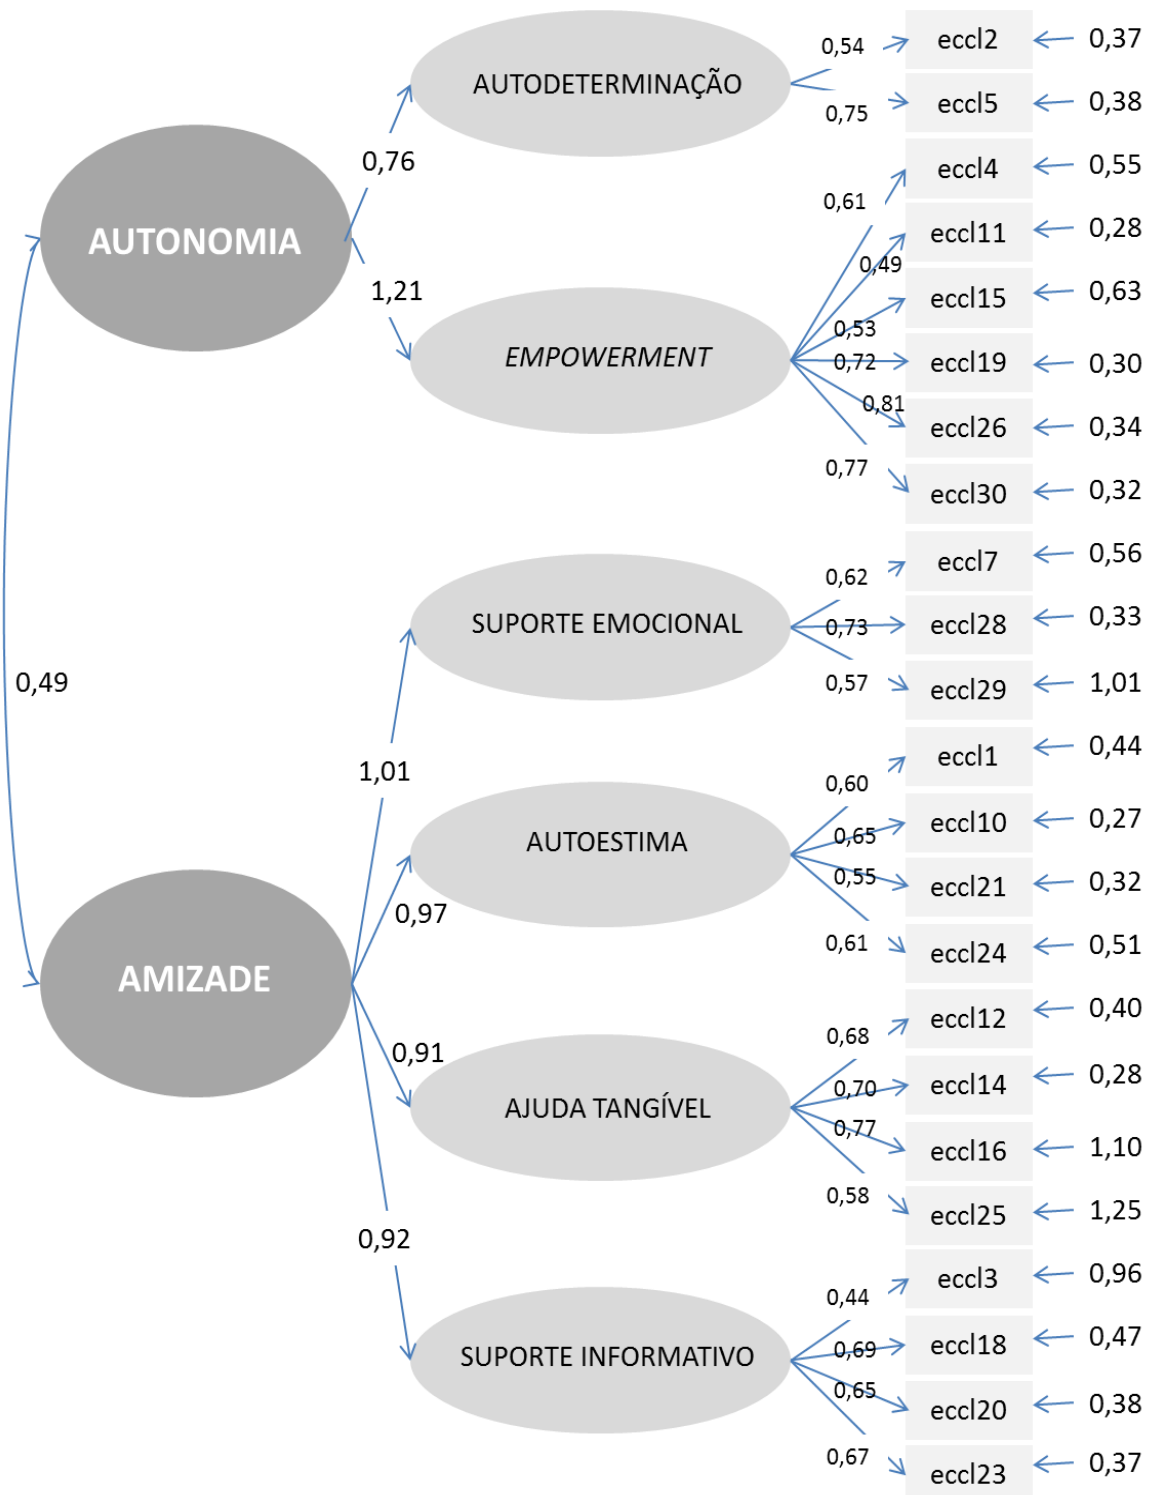 AUTODETERMINAÇÃO
0,54
eccl2
0,37
0,75
eccl5
0,38
0,76
AUTONOMIA
0,61
eccl4
0,55
0,49
eccl11
0,28
1,21
0,53
eccl15
0,63
EMPOWERMENT
0,72
eccl19
0,30
0,81
eccl26
0,34
0,77
eccl30
0,32
0,62
eccl7
0,56
SUPORTE EMOCIONAL
0,73
eccl28
0,33
0,57
eccl29
1,01
0,49
1,01
0,60
eccl1
0,44
AUTOESTIMA
0,65
eccl10
0,27
0,55
eccl21
0,32
0,97
0,61
eccl24
0,51
AMIZADE
0,68
eccl12
0,40
0,91
0,70
eccl14
0,28
AJUDA TANGÍVEL
0,77
eccl16
1,10
0,58
eccl25
1,25
0,92
0,44
eccl3
0,96
SUPORTE INFORMATIVO
0,69
eccl18
0,47
0,65
eccl20
0,38
0,67
eccl23
0,37